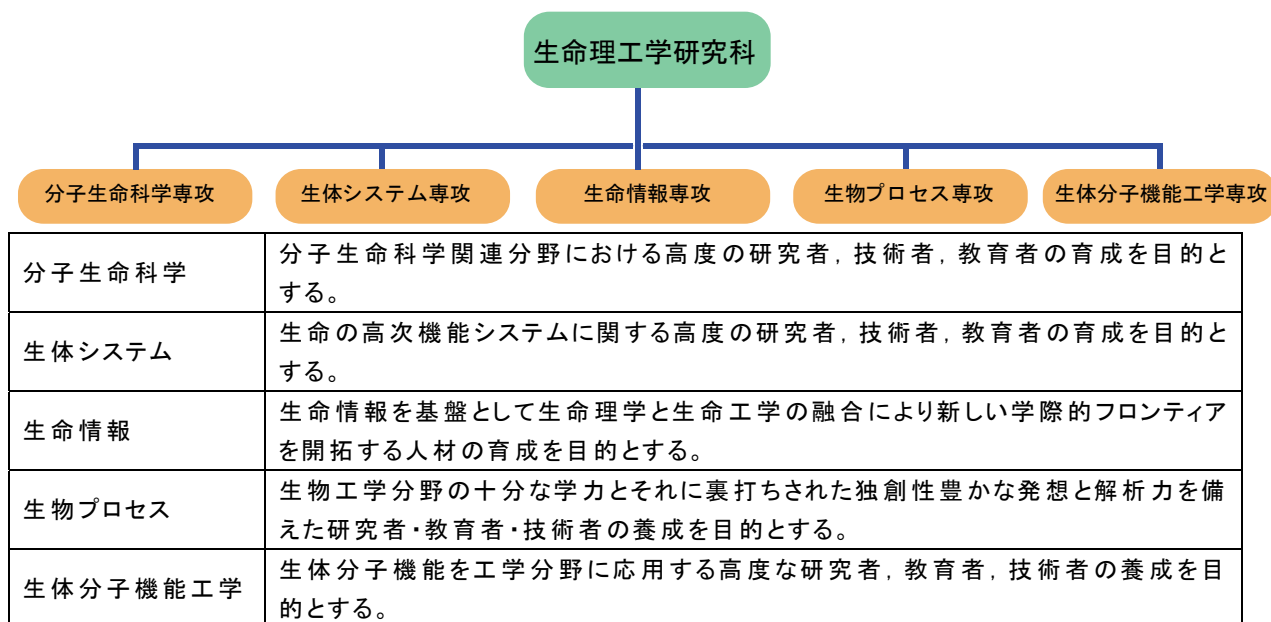 生命理工学研究科
分子生命科学専攻
生体システム専攻
生命情報専攻
生物プロセス専攻
生体分子機能工学専攻
分子生命科学
分子生命科学関連分野における高度の研究者，技術者，教育者の育成を目的と
する。
生体システム
生命の高次機能システムに関する高度の研究者，技術者，教育者の育成を目的と
する。
生命情報
生命情報を基盤として生命理学と生命工学の融合により新しい学際的フロンティア
を開拓する人材の育成を目的とする。
生物プロセス
生物工学分野の十分な学力とそれに裏打ちされた独創性豊かな発想と解析力を備
えた研究者・教育者・技術者の養成を目的とする。
生体分子機能工学
生体分子機能を工学分野に応用する高度な研究者，教育者，技術者の養成を目
的とする。